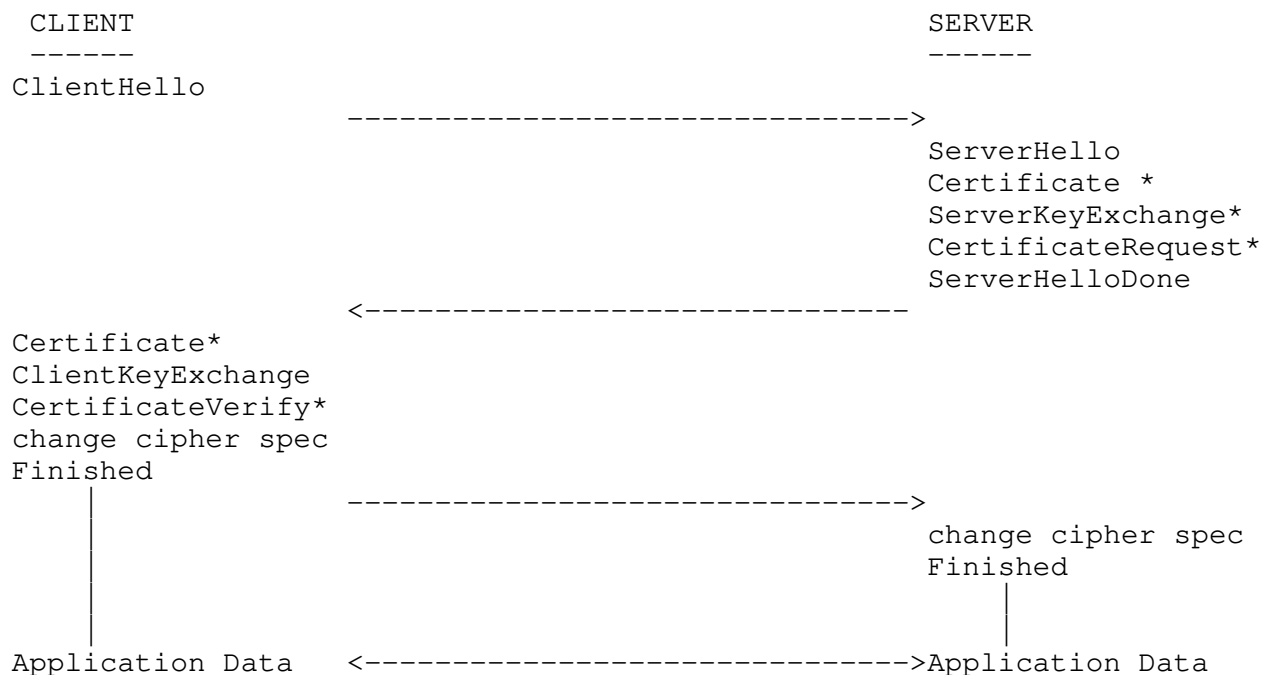 CLIENT SERVER
------ ------
ClientHello
-------------------------------->
ServerHello
Certificate *
ServerKeyExchange*
CertificateRequest*
ServerHelloDone
<-------------------------------
Certificate*
ClientKeyExchange
CertificateVerify*
change cipher spec
Finished
-------------------------------->
change cipher spec
Finished
Application Data <------------------------------->Application Data